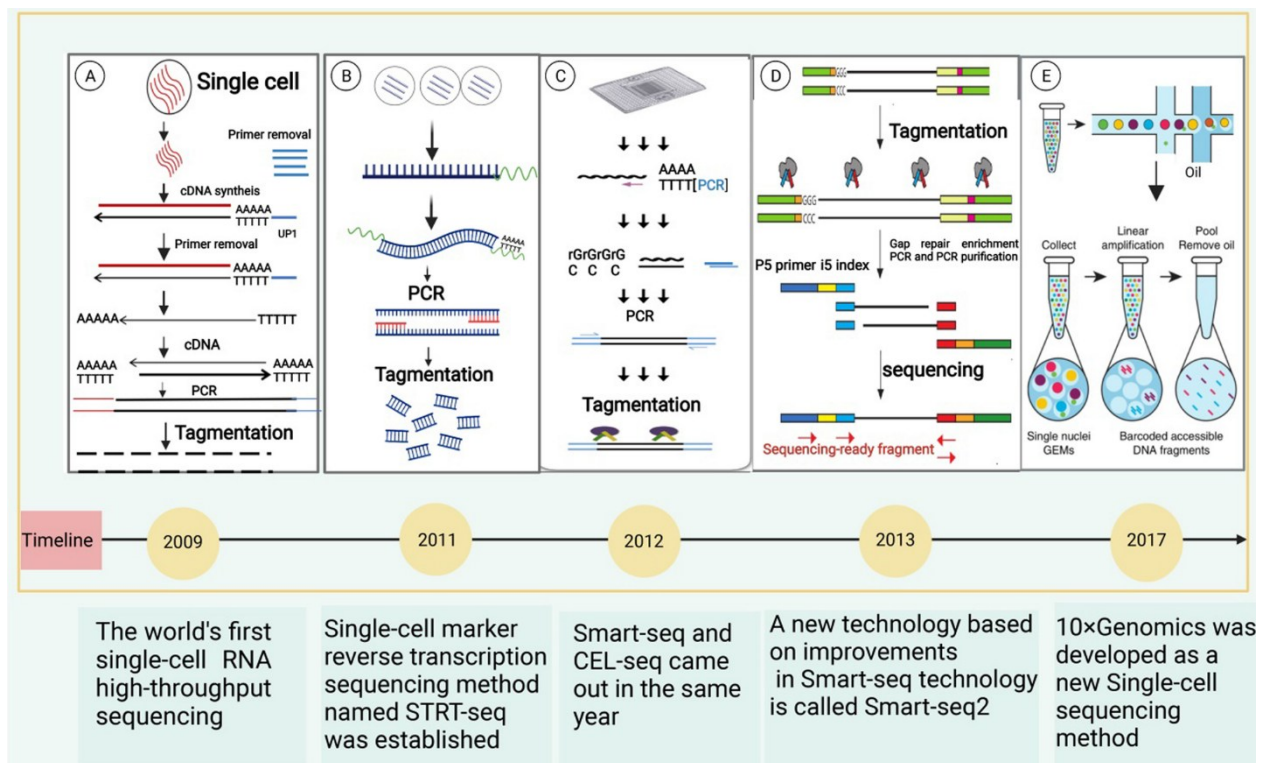 A
Single cell
Primer removal
cDNA syntheis
AAAAA
TTTTT
UP1
Primer removal
AAAAA
TTTTT
AAAAA
TTTTT
cDNA
AAAAA
TTTTT
AAAAA
TTTTT
PCR
Tagmentation
B
AAAAA
TTTTT
PCR
Tagmentation
C
AAAA
TTTT[PCR]
rGrGrGrG
C C C
PCR
Tagmentation
D
GGG
CCC
Tagmentation
GGG
CCC
Gap repair enrichment
PCR and PCR purification
P5 primer i5 index
sequencing
Sequencing-ready fragment
E
Oil
Collect
Linear
amplification
Pool
Remove oil
Single nuclei
GEMs
Barcoded accessible
DNA fragments
Timeline
2009
2011
2012
2013
2017
The world's first
single-cell RNA
high-throughput
sequencing
Single-cell marker
reverse transcription
sequencing method
named STRT-seq
was established
Smart-seq and
CEL-seq came
out in the same
year
A new technology based
on improvements
in Smart-seq technology
is called Smart-seq2
10×Genomics was
developed as a
new Single-cell
sequencing
method